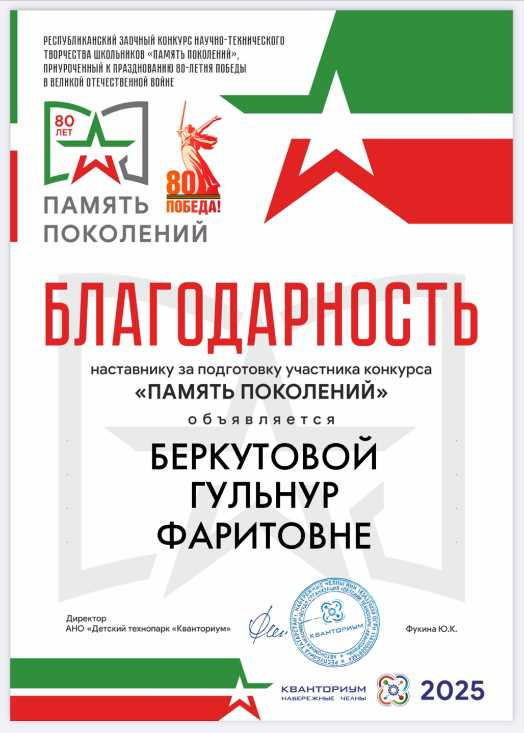 РЕСПУБЛИКАНСКИЙ ЗАОЧНЫЙ КОНКУРС НАУЧНО-ТЕХНИЧЕСКОГО
ТВОРЧЕСТВА ШКОЛЬНИКОВ «ПАМЯТЬ ПОКОЛЕНИЙ»,
ПРИУРОЧЕННЫЙ К ПРАЗДНОВАНИЮ 80-ЛЕТИЯ ПОБЕДЫ
В ВЕЛИКОЙ ОТЕЧЕСТВЕННОЙ ВОЙНЕ
80
ЛЕТ
80
ПОБЕДА!
ПАМЯТЬ
ПОКОЛЕНИЙ
БЛАГОДАРНОСТЬ
наставнику за подготовку участника конкурса
«ПАМЯТЬ ПОКОЛЕНИЙ»
объявляется
БЕРКУТОВОЙ
ГУЛЬНУР
ФАРИТОВНЕ
Директор
АНО «Детский технопарк «Кванториум»
КВАНТОРИУМ
Фукина Ю.К.
КВАНТОРИУМ
НАБЕРЕЖНЫЕ ЧЕЛНЫ
2025